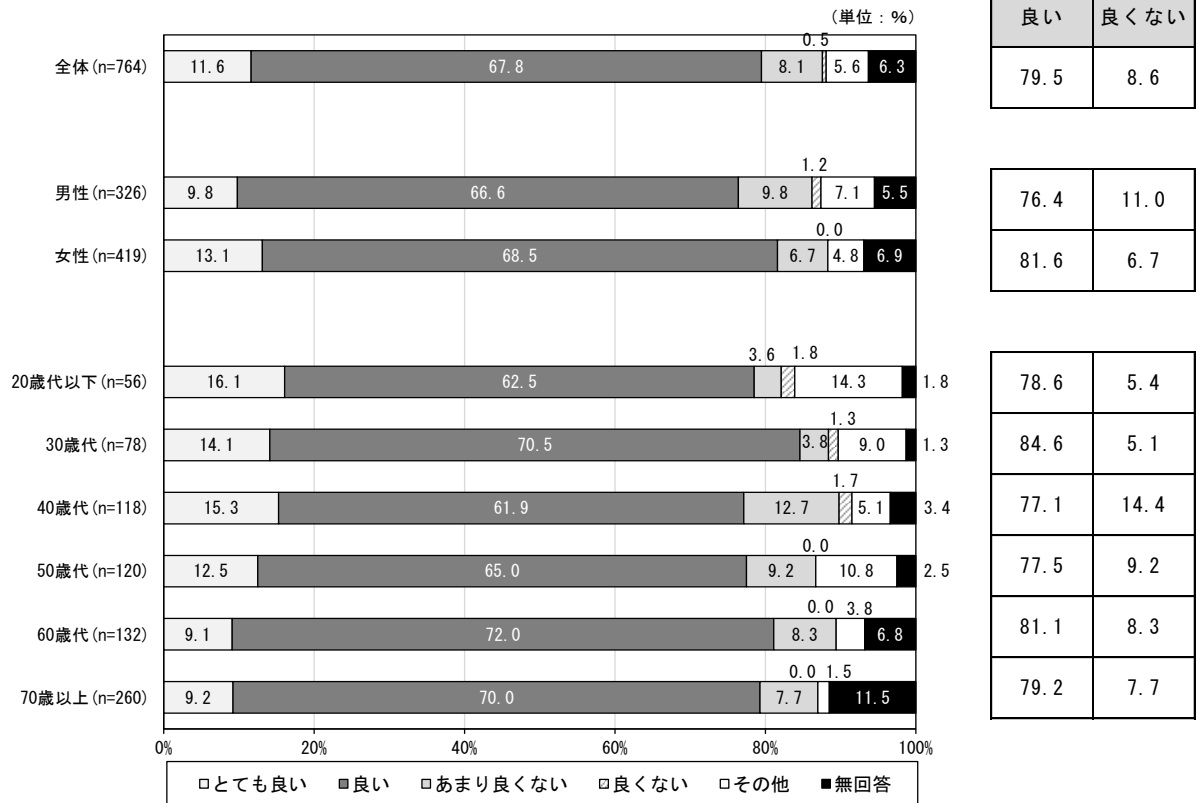 (単位：%)
良い 良くない
0.5
全体(n=764) 11.6 67.8 8.1 5.6 6.3 79.5 8.6
1.2
男性(n=326) 9.8 66.6 9.8 7.1 5.5 76.4 11.0
0.0
女性(n=419) 13.1 68.5 6.7 4.8 6.9 81.6 6.7
3.6 1.8
20歳代以下(n=56) 16.1 62.5 14.3 1.8 78.6 5.4
1.3
30歳代(n=78) 14.1 70.5 3.8 9.0 1.3 84.6 5.1
1.7
40歳代(n=118) 15.3 61.9 12.7 5.1 3.4 77.1 14.4
0.0
50歳代(n=120) 12.5 65.0 9.2 10.8 2.5 77.5 9.2
0.0 3.8
60歳代(n=132) 9.1 72.0 8.3 6.8 81.1 8.3
0.0 1.5
70歳以上(n=260) 9.2 70.0 7.7 11.5 79.2 7.7
0% 20% 40% 60% 80% 100%
とても良い 良い あまり良くない 良くない その他 無回答